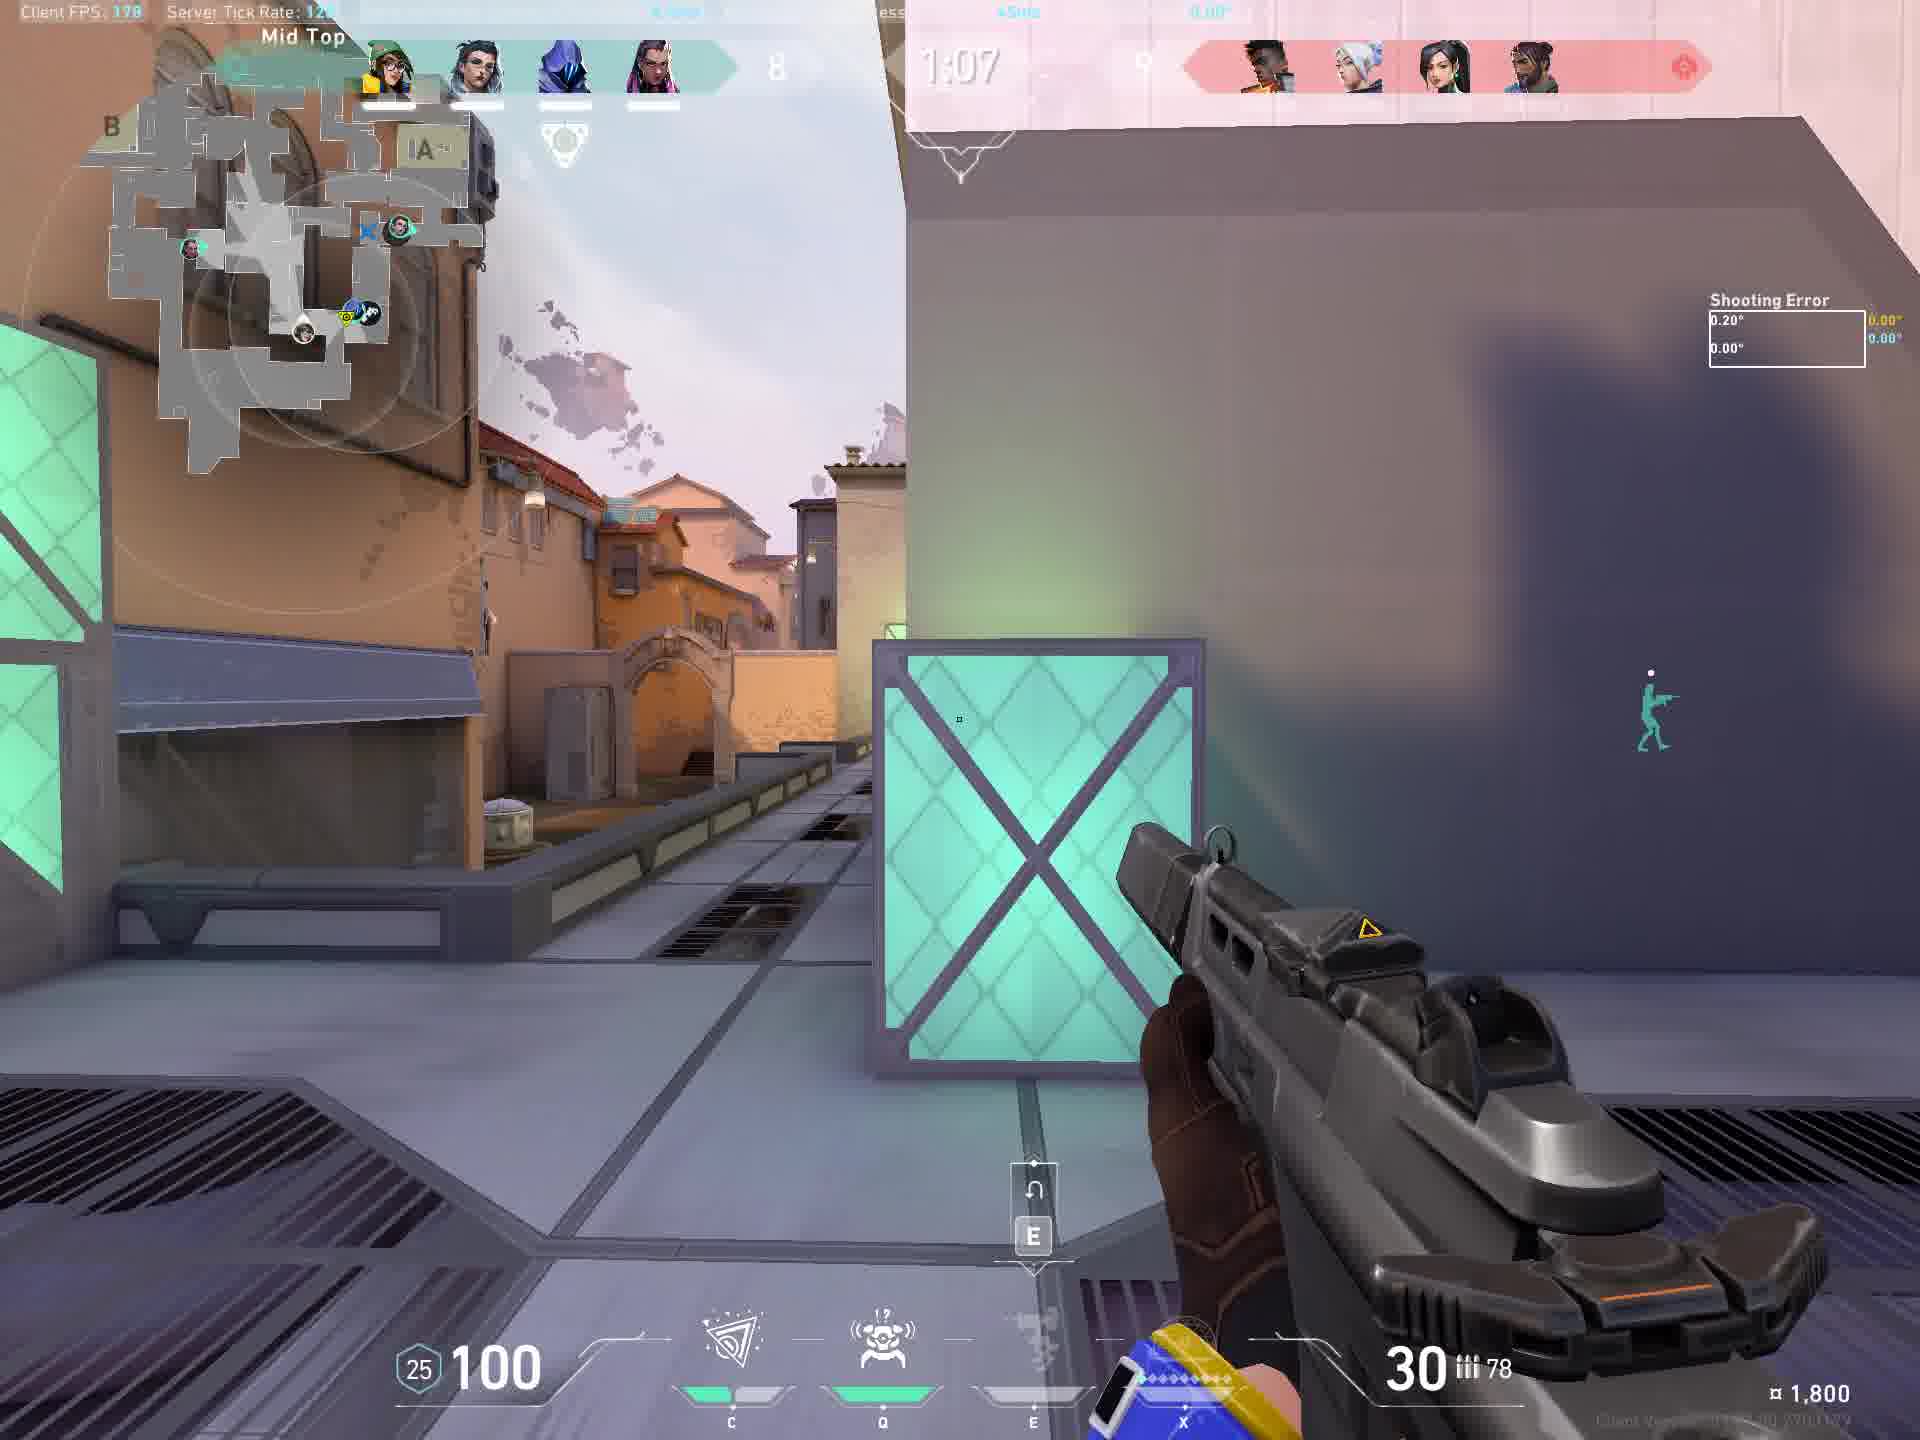 Client FPS: 178 Server Tick Rate: 128
Mid Top
8
1:07
9
B
A
Shooting Error
0.20°
0.00°
0.00°
0.00°
E
25 100
C
Q
E
X
30 78
¤ 1,800